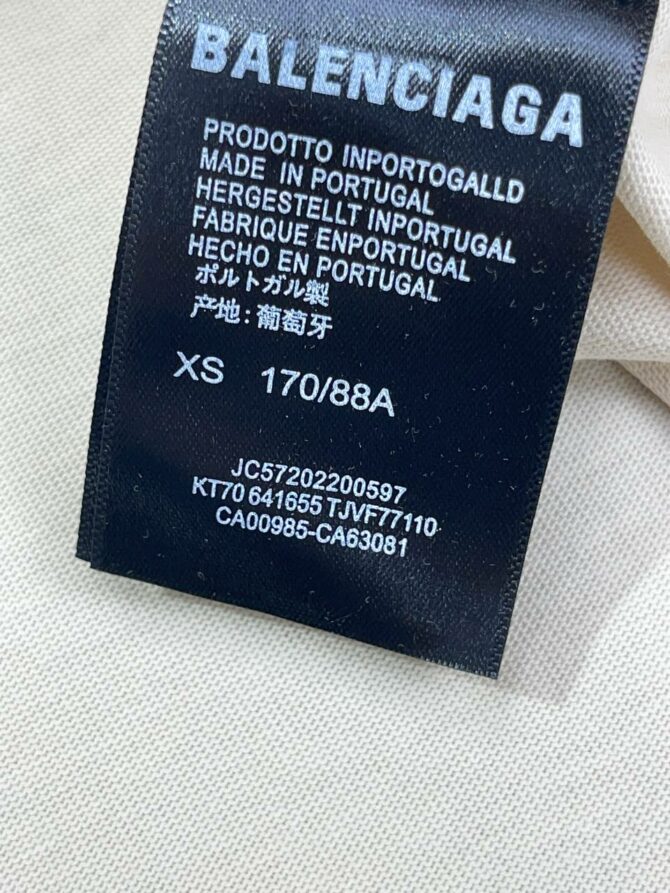 BALENCIAGA
PRODOTTO INPORTOGALLD
MADE IN PORTUGAL
HERGESTELLT INPORTUGAL
FABRIQUE ENPORTUGAL
HECHO EN PORTUGAL
ポルトガル製
产地: 葡萄牙
XS 170/88A
JC57202200597
KT70 641655 TJVF77110
CA00985-CA63081